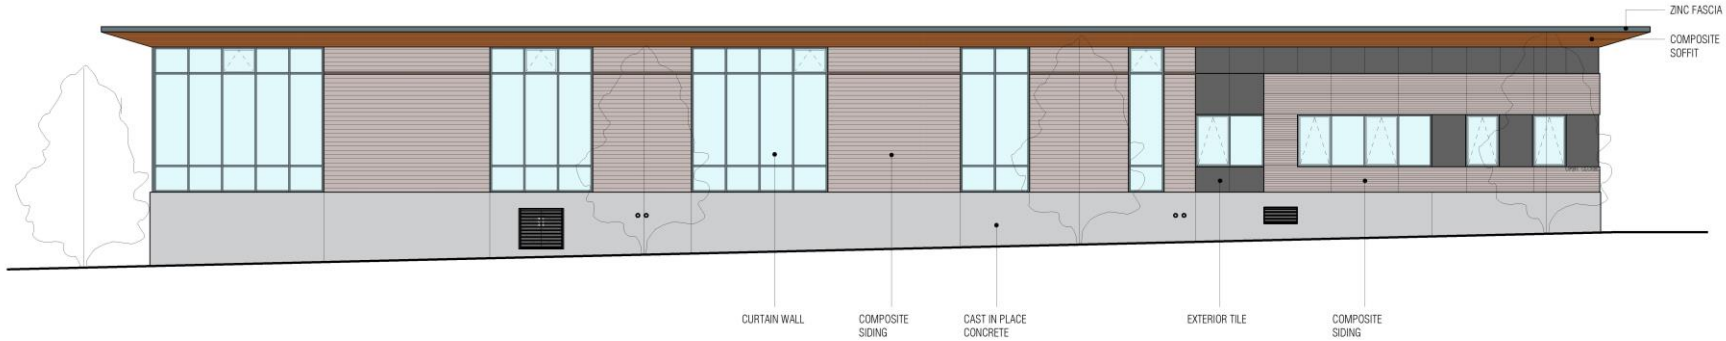 ZINC FASCIA
COMPOSITE
SOFFIT
CURTAIN WALL
COMPOSITE
SIDING
CAST IN PLACE
CONCRETE
EXTERIOR TILE
COMPOSITE
SIDING